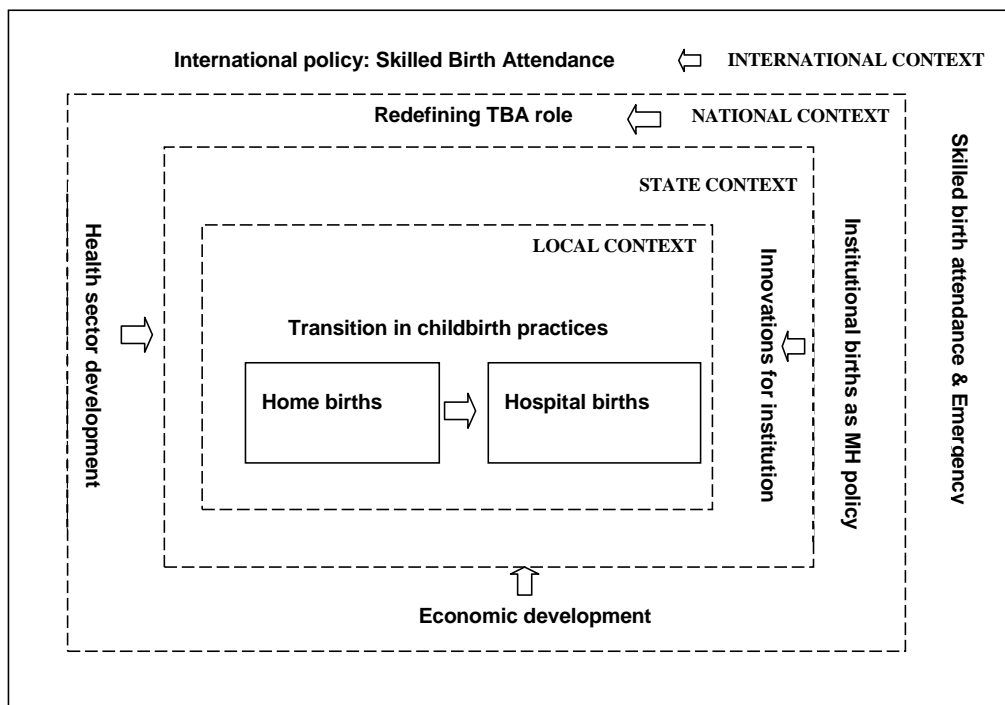 International policy: Skilled Birth Attendance
INTERNATIONAL CONTEXT
Redefining TBA role
NATIONAL CONTEXT
STATE CONTEXT
LOCAL CONTEXT
Health sector development
Transition in childbirth practices
Home births
Hospital births
Innovations for institution
Institutional births as MH policy
Skilled birth attendance & Emergency
Economic development